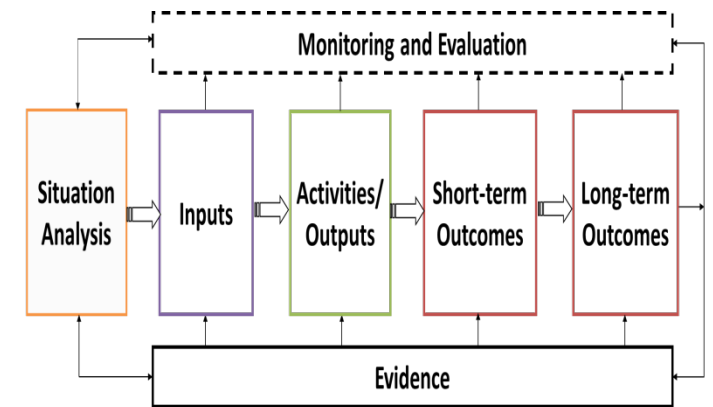 Monitoring and Evaluation
Situation
Analysis
Inputs
Activities/
Outputs
Short-term
Outcomes
Long-term
Outcomes
Evidence